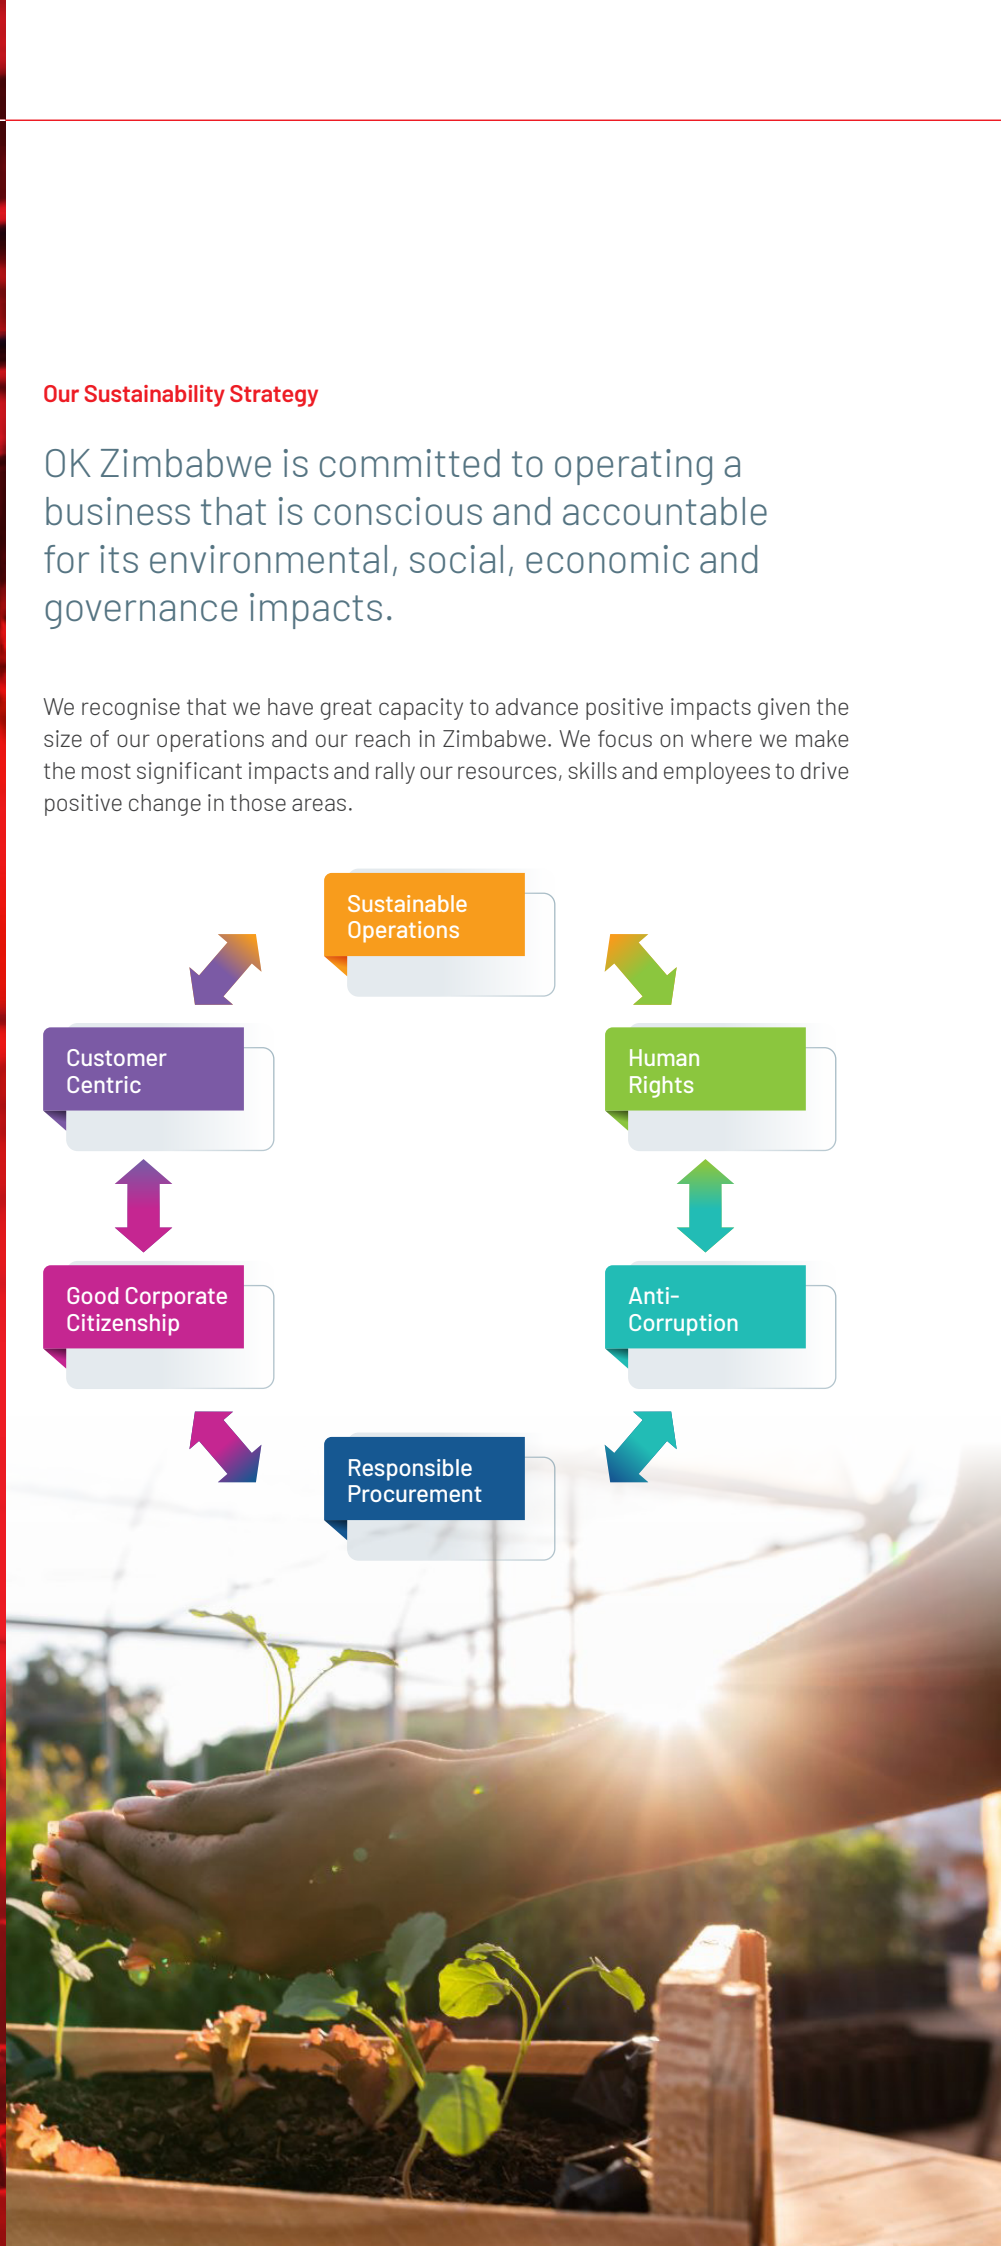 Our Sustainability Strategy
OK Zimbabwe is committed to operating a
business that is conscious and accountable
for its environmental, social, economic and
governance impacts.
We recognise that we have great capacity to advance positive impacts given the
size of our operations and our reach in Zimbabwe. We focus on where we make
the most significant impacts and rally our resources, skills and employees to drive
positive change in those areas.
Sustainable
Operations
Customer
Centric
Human
Rights
Good Corporate
Citizenship
Anti-
Corruption
Responsible
Procurement